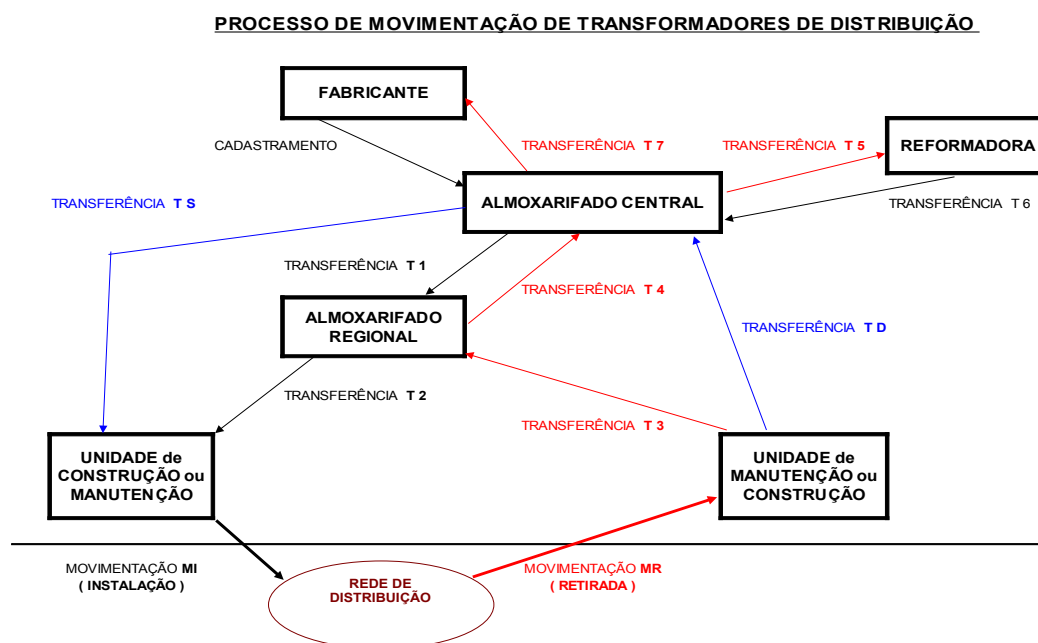 PROCESSO DE MOVIMENTAÇÃO DE TRANSFORMADORES DE DISTRIBUIÇÃO
FABRICANTE
CADASTRAMENTO
TRANSFERÊNCIA T 7
TRANSFERÊNCIA T 5
REFORMADORA
TRANSFERÊNCIA T S
ALMOXARIFADO CENTRAL
TRANSFERÊNCIA T 6
TRANSFERÊNCIA T 1
TRANSFERÊNCIA T 4
ALMOXARIFADO
REGIONAL
TRANSFERÊNCIA T D
TRANSFERÊNCIA T 2
TRANSFERÊNCIA T 3
UNIDADE de
CONSTRUÇÃO ou
MANUTENÇÃO
UNIDADE de
MANUTENÇÃO ou
CONSTRUÇÃO
MOVIMENTAÇÃO MI
( INSTALAÇÃO )
REDE DE
DISTRIBUIÇÃO
MOVIMENTAÇÃO MR
( RETIRADA )